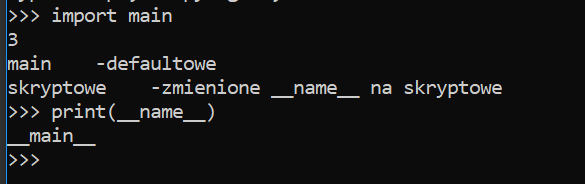 >>> import main
3
main    -defaultowe
skryptowe    -zmienione __name__ na skryptowe
>>> print(__name__)
__main__
>>>